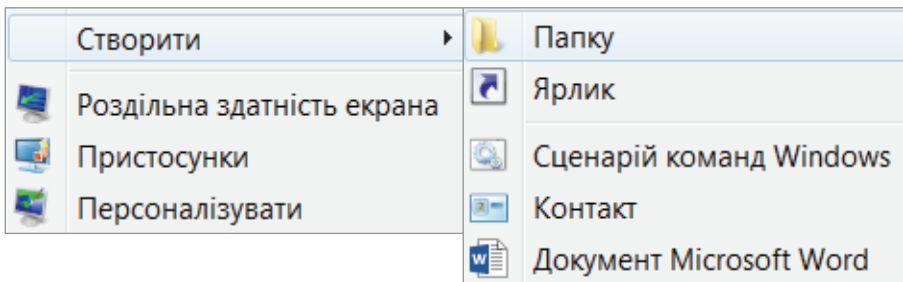 Створити
Роздільна здатність екрана
Пристосунки
Персоналізувати
Папку
Ярлик
Сценарій команд Windows
Контакт
Документ Microsoft Word